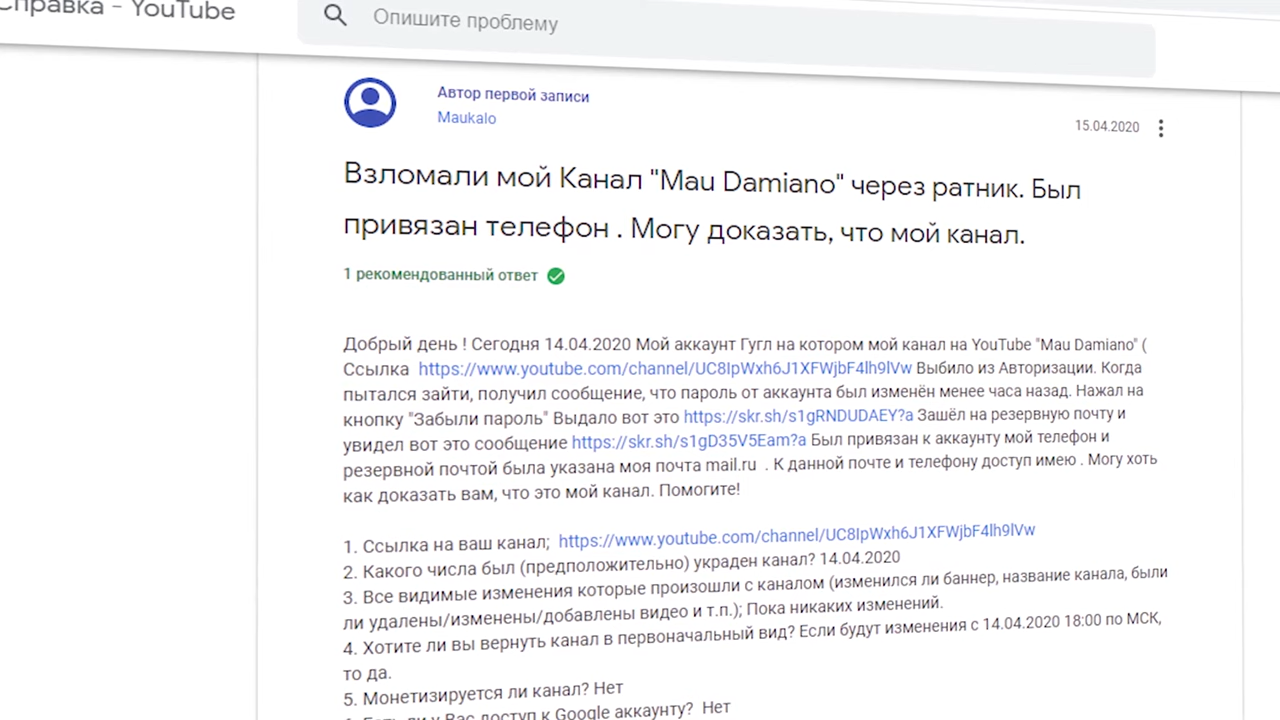 Справка - YouTube
Опишите проблему
Автор первой записи
Maukalo
15.04.2020
Взломали мой Канал "Mau Damiano" через ратник. Был
привязан телефон . Могу доказать, что мой канал.
1 рекомендованный ответ
Добрый день ! Сегодня 14.04.2020 Мой аккаунт Гугл на котором мой канал на YouTube "Mau Damiano" (
Ссылка https://www.youtube.com/channel/UC8IpWxh6J1XFWjbF4lh9lVw Выбило из Авторизации. Когда
пытался зайти, получил сообщение, что пароль от аккаунта был изменён менее часа назад. Нажал на
кнопку "Забыли пароль" Выдало вот это https://skr.sh/s1gRNDUDAEY?a Зашёл на резервную почту и
увидел вот это сообщение https://skr.sh/s1gD35V5Eam?a Был привязан к аккаунту мой телефон и
резервной почтой была указана моя почта mail.ru . К данной почте и телефону доступ имею . Могу хоть
как доказать вам, что это мой канал. Помогите!
1. Ссылка на ваш канал; https://www.youtube.com/channel/UC8IpWxh6J1XFWjbF4lh9lVw
2. Какого числа был (предположительно) украден канал? 14.04.2020
3. Все видимые изменения которые произошли с каналом (изменился ли баннер, название канала, были
ли удалены/изменены/добавлены видео и т.п.); Пока никаких изменений.
4. Хотите ли вы вернуть канал в первоначальный вид? Если будут изменения с 14.04.2020 18:00 по МСК,
то да.
5. Монетизируется ли канал? Нет
6. Есть ли у Вас доступ к Google аккаунту? Нет